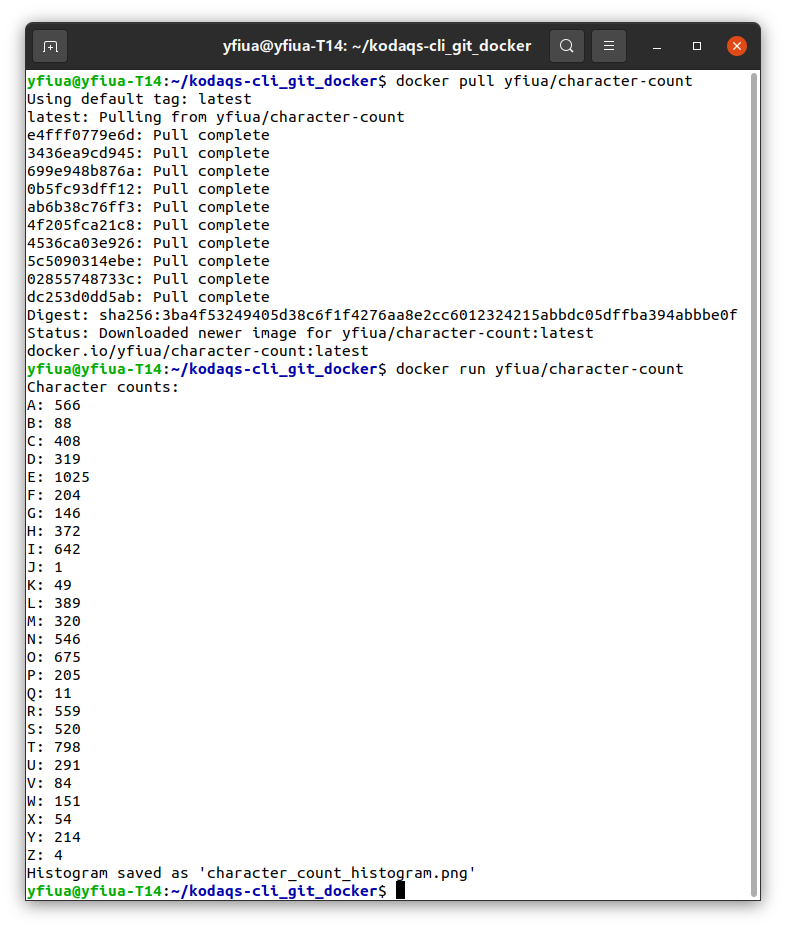 yfiua@yfiua-T14: ~/kodaqs-cli_git_docker
yfiua@yfiua-T14:~/kodaqs-cli_git_docker$ docker pull yfiua/character-count
Using default tag: latest
latest: Pulling from yfiua/character-count
e4fff0779e6d: Pull complete
3436ea9cd945: Pull complete
699e948b876a: Pull complete
0b5fc93dff12: Pull complete
ab6b38c76ff3: Pull complete
4f205fca21c8: Pull complete
4536ca03e926: Pull complete
5c5090314ebe: Pull complete
02855748733c: Pull complete
dc253d0dd5ab: Pull complete
Digest: sha256:3ba4f53249405d38c6f1f4276aa8e2cc6012324215abbdc05dffba394abbbe0f
Status: Downloaded newer image for yfiua/character-count:latest
docker.io/yfiua/character-count:latest
yfiua@yfiua-T14:~/kodaqs-cli_git_docker$ docker run yfiua/character-count
Character counts:
A: 566
B: 88
C: 408
D: 319
E: 1025
F: 204
G: 146
H: 372
I: 642
J: 1
K: 49
L: 389
M: 320
N: 546
O: 675
P: 205
Q: 11
R: 559
S: 520
T: 798
U: 291
V: 84
W: 151
X: 54
Y: 214
Z: 4
Histogram saved as 'character_count_histogram.png'
yfiua@yfiua-T14:~/kodaqs-cli_git_docker$